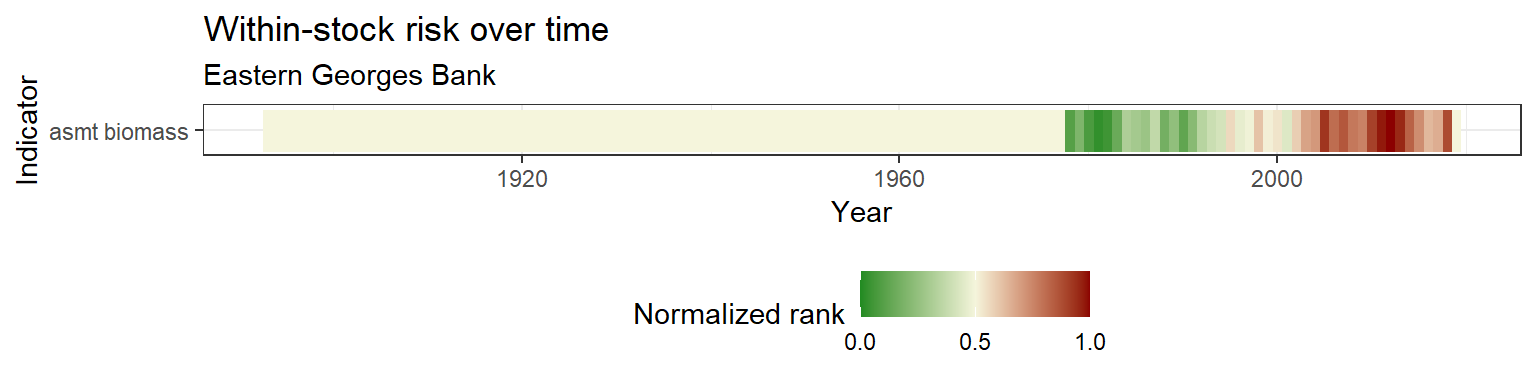 Within-stock risk over time
Eastern Georges Bank
Indicator
asmt biomass
1920 1960 2000
Year
Normalized rank
0.0 0.5 1.0